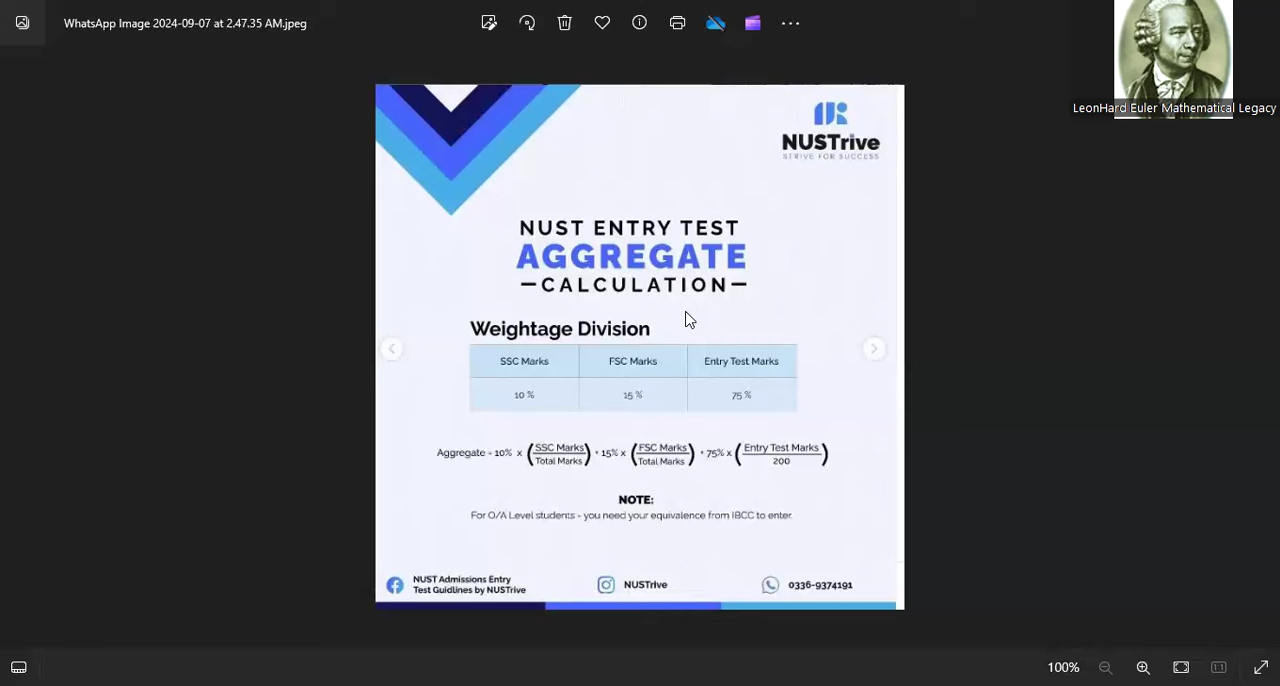 WhatsApp Image 2024-09-07 at 2.47.35 AM.jpeg
LeonHard Euler Mathematical Legacy
NUSTrive
STRIVE FOR SUCCESS
NUST ENTRY TEST
AGGREGATE
CALCULATION
Weightage Division
SSC Marks FSC Marks Entry Test Marks
10 % 15 % 75 %
Aggregate = 10% x (SSC Marks/Total Marks) + 15% x (FSC Marks/Total Marks) + 75% x (Entry Test Marks/200)
NOTE:
For O/A Level students - you need your equivalence from IBCC to enter.
NUST Admissions Entry
Test Guidlines by NUSTrive
NUSTrive
0336-9374191
100%